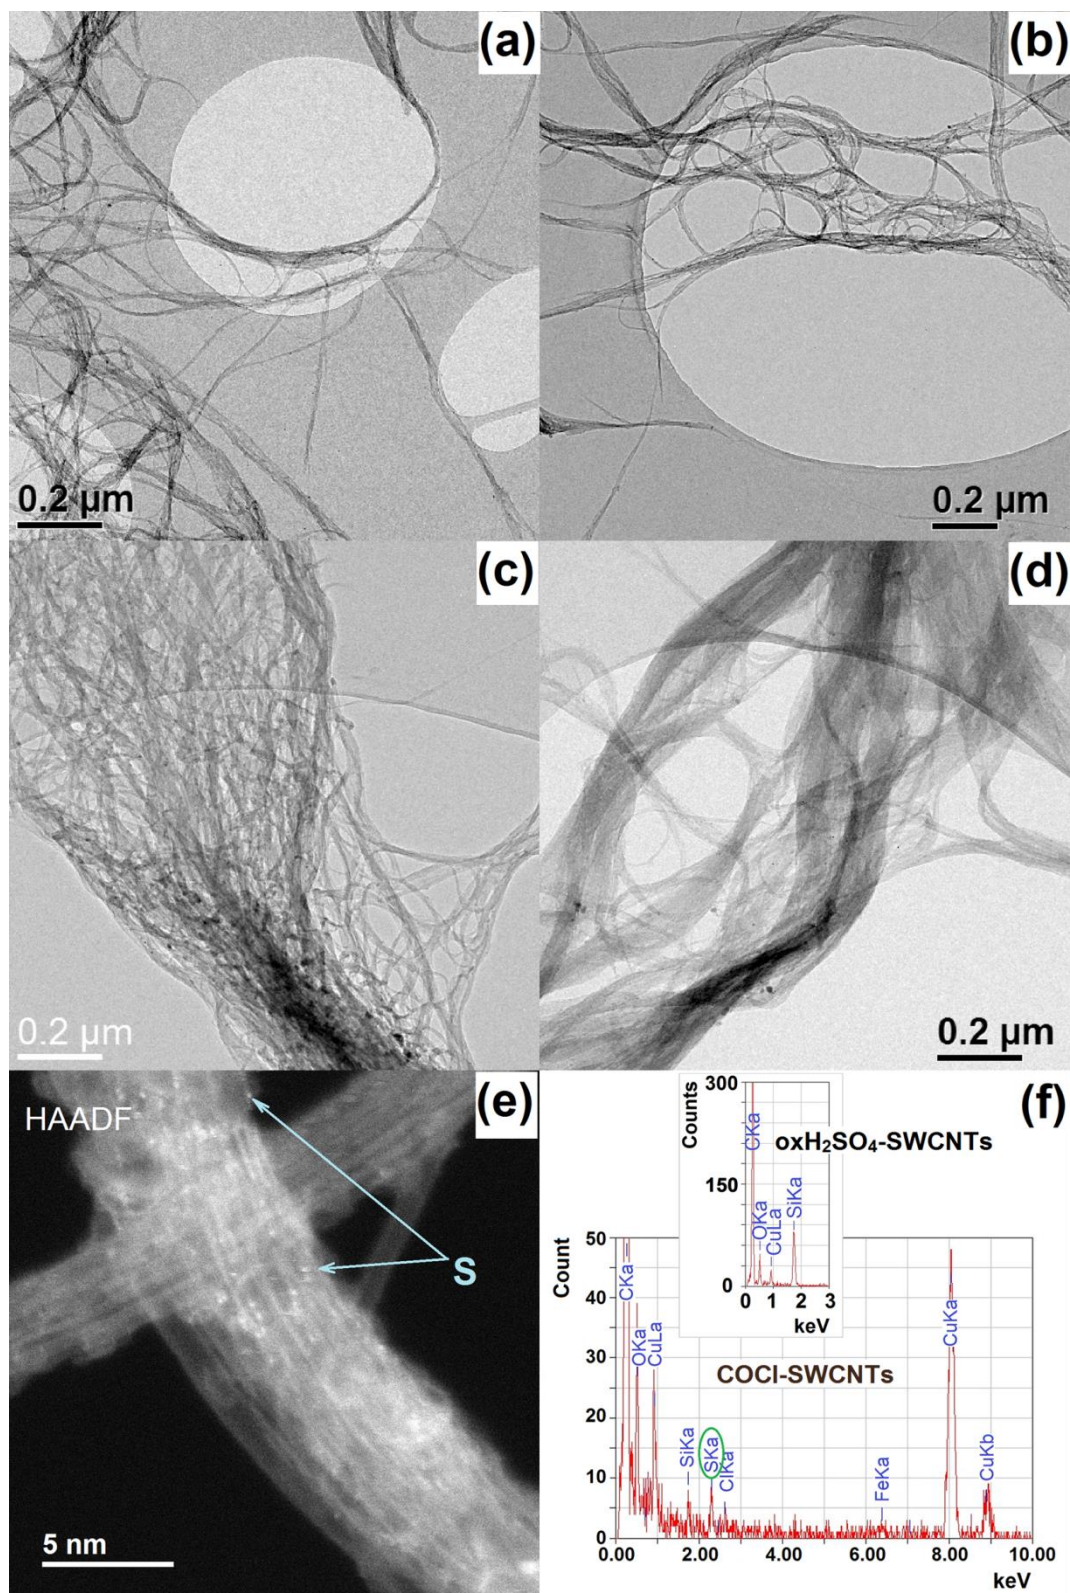 (a)
(b)
0.2 µm
0.2 µm
(c)
(d)
0.2 µm
0.2 µm
HAADF
(e)
S
5 nm
(f)
300
150
0
Counts
CKa
OKa
CuLa
SiKa
oxH₂SO₄-SWCNTs
0 1 2 3
keV
50
40
30
20
10
0
Count
CKa
OKa
CuLa
SiKa
SKa
ClKa
FeKa
CuKa
CuKb
COCl-SWCNTs
0.00 2.00 4.00 6.00 8.00 10.00
keV